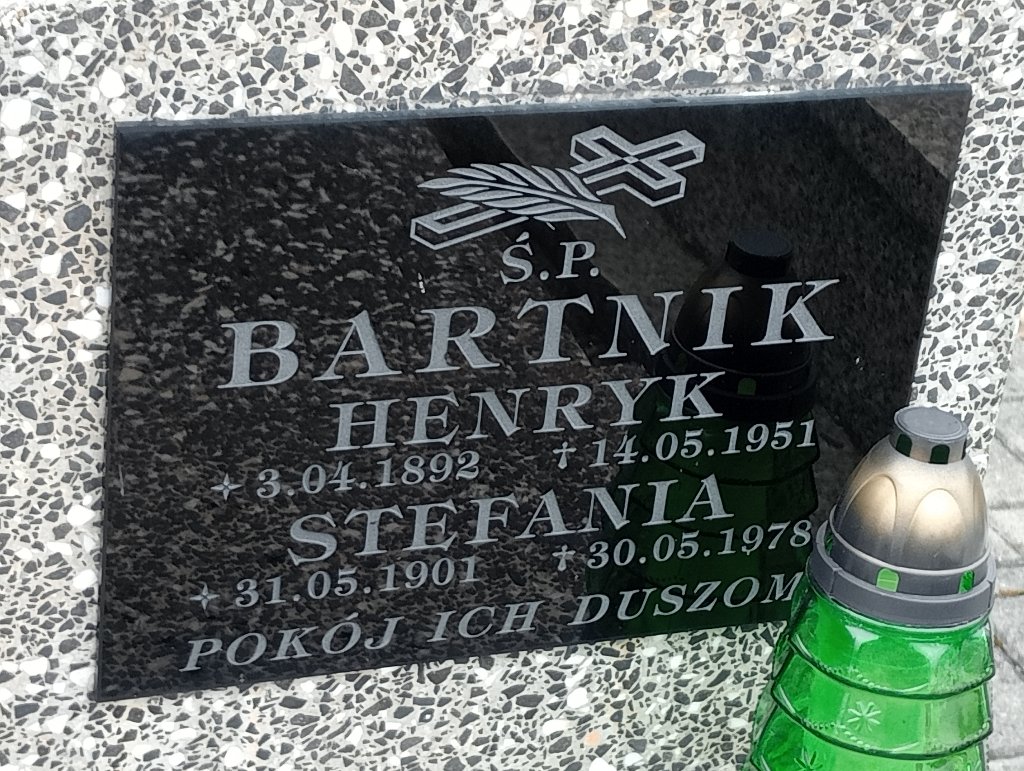 Ś.P.
BARTNIK
HENRYK
3.04.1892 †14.05.1951
STEFANIA
31.05.1901 †30.05.1978
POKÓJ ICH DUSZOM